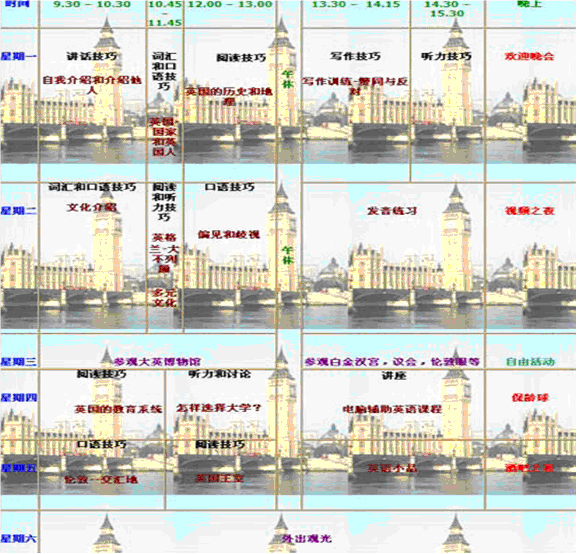 时间 9.30 – 10.30 10.45 – 11.45 12.00 – 13.00 13.30 – 14.15 14.30 – 15.30 晚上
星期一
讲话技巧
自我介绍和介绍他人
词汇和口语技巧
英国-国家和英国人
阅读技巧
英国的历史和地理
午休
写作技巧
写作训练-赞同与反对
听力技巧
欢迎晚会
星期二
词汇和口语技巧
文化介绍
阅读和听力技巧
英格兰-大不列颠
多元文化
口语技巧
偏见和歧视
午休
发音练习
视频之夜
星期三
参观大英博物馆
参观白金汉宫，议会，伦敦眼等
自由活动
星期四
阅读技巧
英国的教育系统
听力和讨论
怎样选择大学？
讲座
电脑辅助英语课程
保龄球
星期五
口语技巧
伦敦--交汇地
阅读技巧
英国王室
英语小品
星期六
外出观光